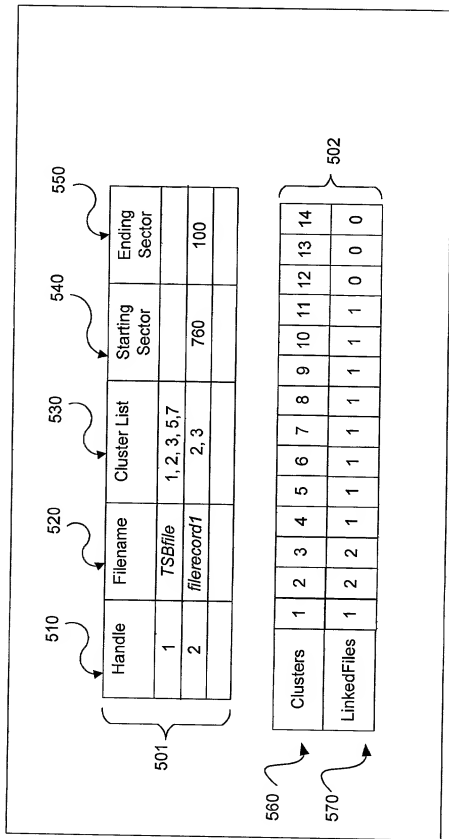 510 520 530 540 550
Handle Filename Cluster List Starting Sector Ending Sector
1 TSBfile 1, 2, 3, 5,7
2 filerecord1 2, 3 760 100
501
Clusters 1 2 3 4 5 6 7 8 9 10 11 12 13 14
LinkedFiles 1 2 2 1 1 1 1 1 1 1 1 0 0 0
502
560
570